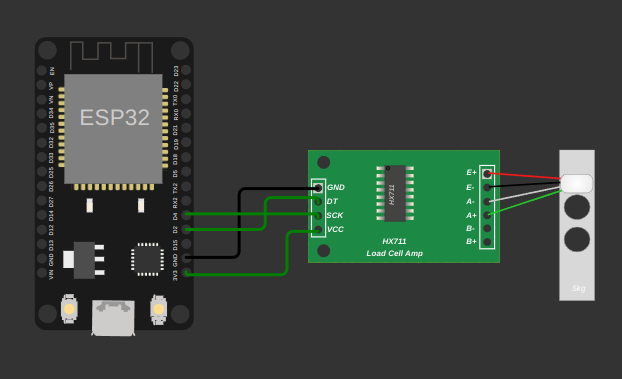 EN
VP
VN
D34
D35
D32
D33
D25
D26
D27
D14
D12
D13
GND
VIN
ESP32
D23
D22
TX0
RX0
D21
D19
D18
D5
TX2
RX2
D4
D2
D15
GND
3V3
GND
DT
SCK
VCC
HX711
HX711
Load Cell Amp
E+
E-
A-
A+
B-
B+
5kg